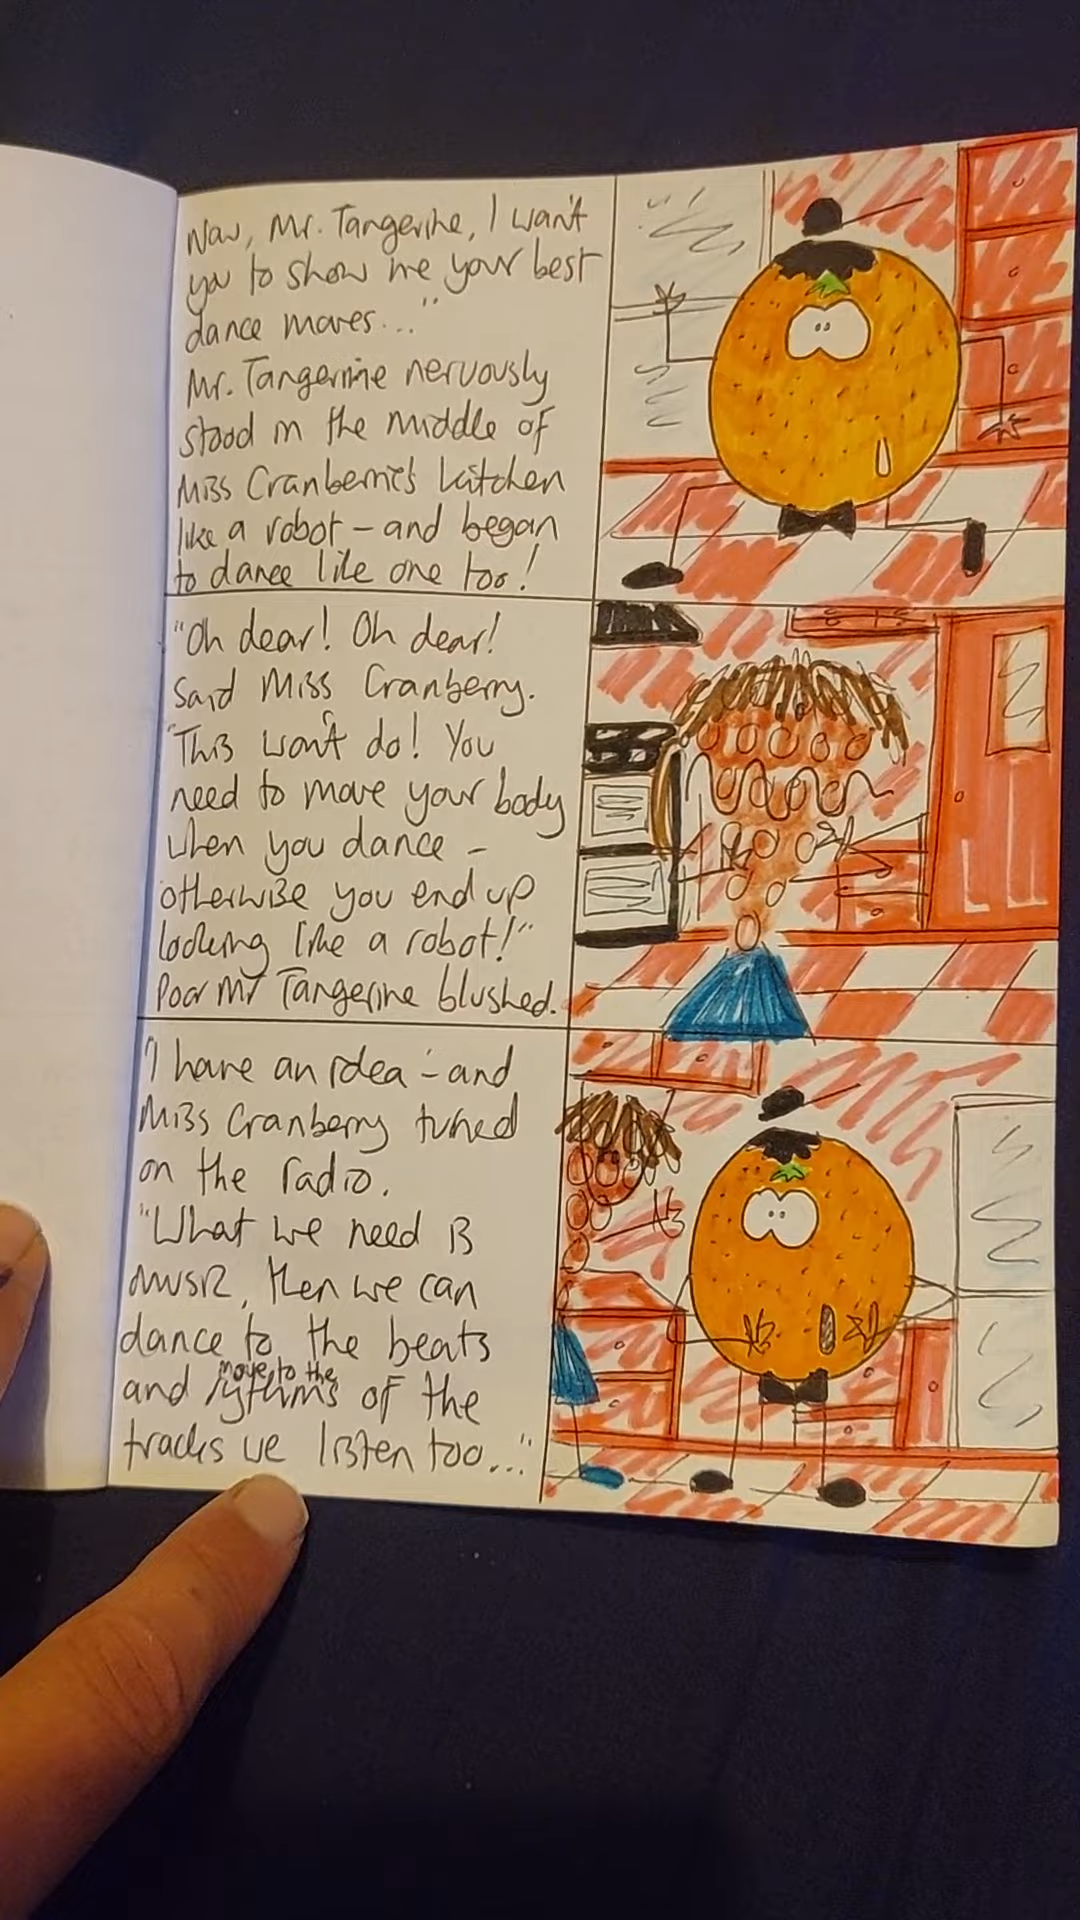 Now, Mr. Tangerine, I want
you to show me your best
dance moves..."
Mr. Tangerine nervously
stood in the middle of
Miss Cranberrie's kitchen
like a robot - and began
to dance like one too!
"Oh dear! Oh dear!
said Miss Cranberry.
"This won't do! You
need to move your body
when you dance -
otherwise you end up
looking like a robot!"
Poor Mr Tangerine blushed.
"I have an idea - and
Miss Cranberry turned
on the radio.
"What we need is
music, then we can
dance to the beats
move to the
and rythums of the
tracks we listen too..."